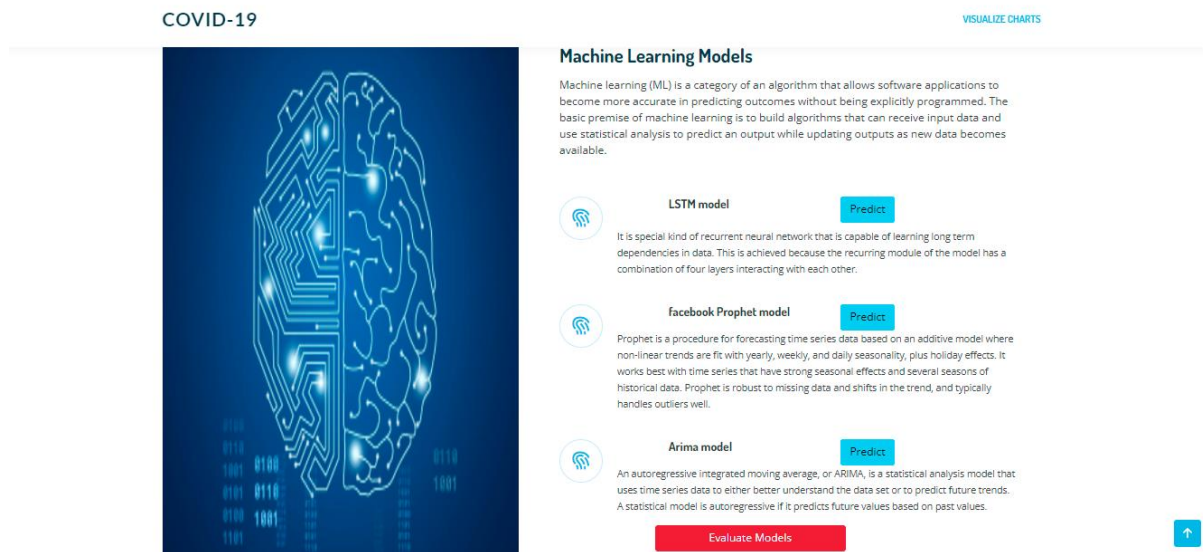 COVID-19
VISUALIZE CHARTS
Machine Learning Models
Machine learning (ML) is a category of an algorithm that allows software applications to
become more accurate in predicting outcomes without being explicitly programmed. The
basic premise of machine learning is to build algorithms that can receive input data and
use statistical analysis to predict an output while updating outputs as new data becomes
available.
LSTM model
Predict
It is special kind of recurrent neural network that is capable of learning long term
dependencies in data. This is achieved because the recurring module of the model has a
combination of four layers interacting with each other.
facebook Prophet model
Predict
Prophet is a procedure for forecasting time series data based on an additive model where
non-linear trends are fit with yearly, weekly, and daily seasonality, plus holiday effects. It
works best with time series that have strong seasonal effects and several seasons of
historical data. Prophet is robust to missing data and shifts in the trend, and typically
handles outliers well.
Arima model
Predict
An autoregressive integrated moving average, or ARIMA, is a statistical analysis model that
uses time series data to either better understand the data set or to predict future trends.
A statistical model is autoregressive if it predicts future values based on past values.
Evaluate Models
0110
1001
0101
0100
1101
0100
0110
1001
0110
1001